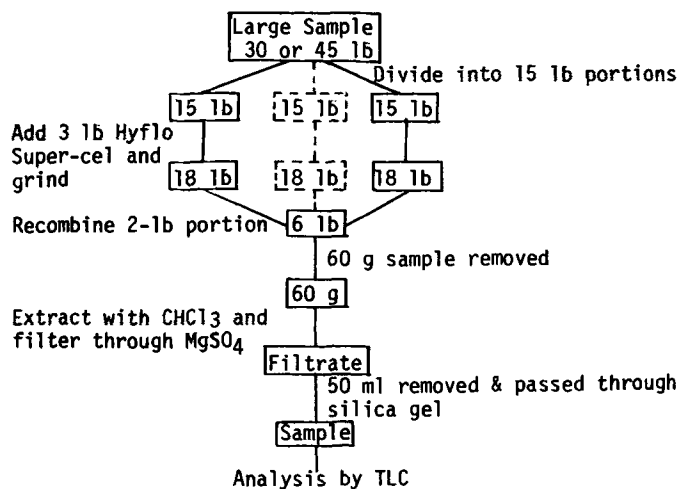 Large Sample
30 or 45 lb
Divide into 15 lb portions
15 lb
15 lb
15 lb
Add 3 lb Hyflo
Super-cel and
grind
18 lb
18 lb
18 lb
Recombine 2-lb portion
6 lb
60 g sample removed
60 g
Extract with CHCl3 and
filter through MgSO4
Filtrate
50 ml removed & passed through
silica gel
Sample
Analysis by TLC